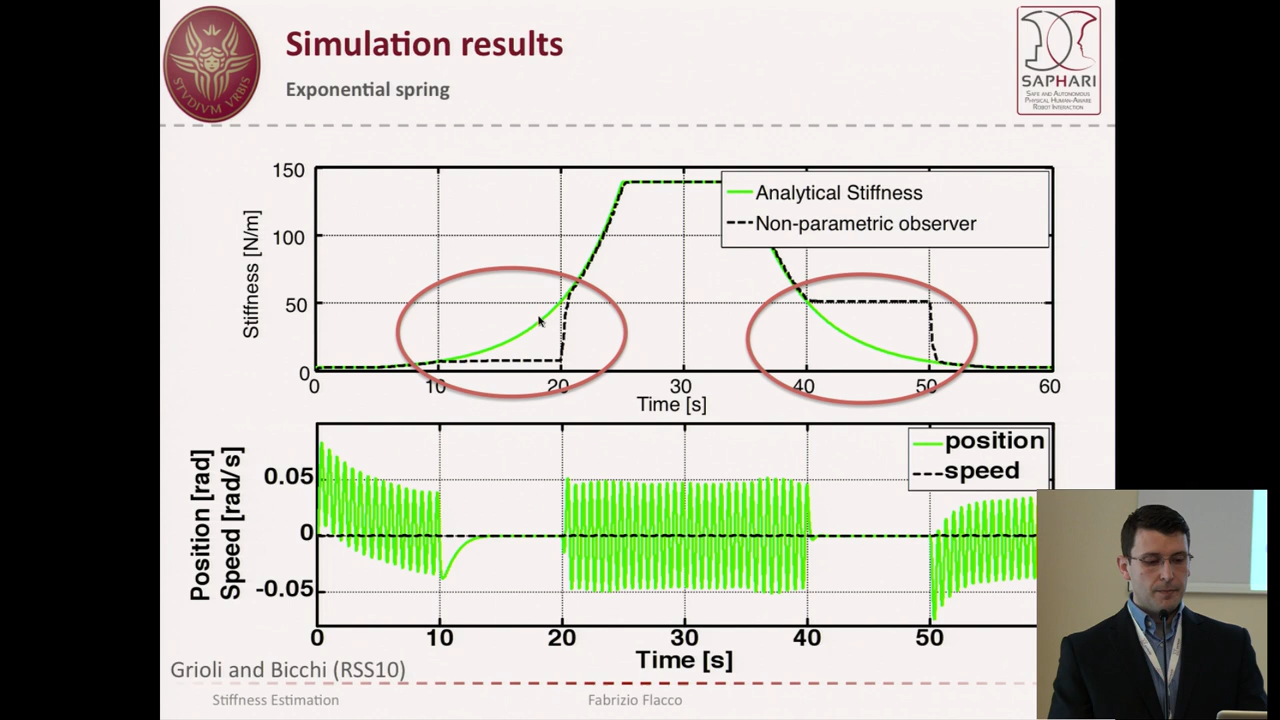 Simulation results
Exponential spring
STVDIVM VRBIS
SAPHARI
SAFE AND AUTONOMOUS
PHYSICAL HUMAN-AWARE
ROBOT INTERACTION
150
100
50
0
Stiffness [N/m]
Analytical Stiffness
Non-parametric observer
0 10 20 30 40 50 60
Time [s]
Position [rad]
Speed [rad/s]
0.05
0
-0.05
position
speed
0 10 20 30 40 50
Time [s]
Grioli and Bicchi (RSS10)
Stiffness Estimation
Fabrizio Flacco